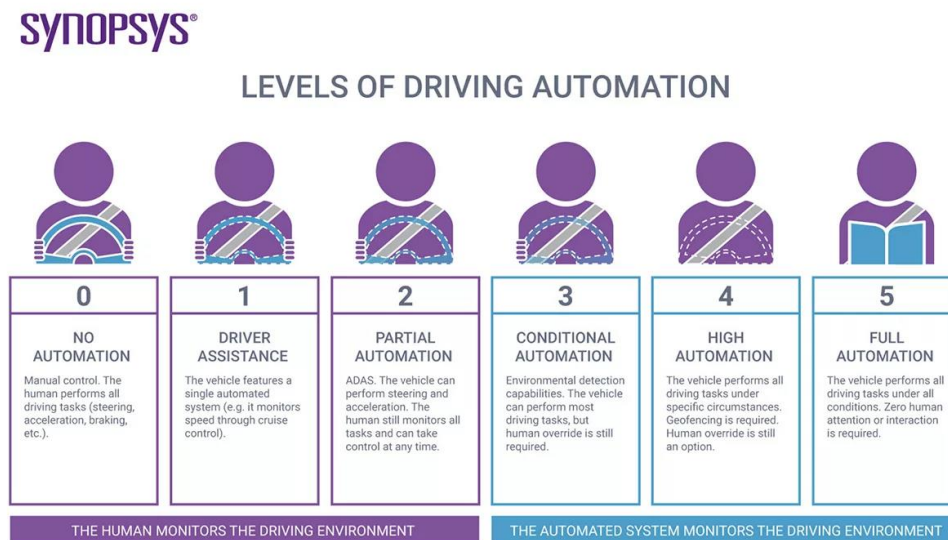 SYNOPSYS®
LEVELS OF DRIVING AUTOMATION
0
NO
AUTOMATION
Manual control. The
human performs all
driving tasks (steering,
acceleration, braking,
etc.).
1
DRIVER
ASSISTANCE
The vehicle features a
single automated
system (e.g. it monitors
speed through cruise
control).
2
PARTIAL
AUTOMATION
ADAS. The vehicle can
perform steering and
acceleration. The
human still monitors all
tasks and can take
control at any time.
3
CONDITIONAL
AUTOMATION
Environmental detection
capabilities. The vehicle
can perform most
driving tasks, but
human override is still
required.
4
HIGH
AUTOMATION
The vehicle performs all
driving tasks under
specific circumstances.
Geofencing is required.
Human override is still
an option.
5
FULL
AUTOMATION
The vehicle performs all
driving tasks under all
conditions. Zero human
attention or interaction
is required.
THE HUMAN MONITORS THE DRIVING ENVIRONMENT
THE AUTOMATED SYSTEM MONITORS THE DRIVING ENVIRONMENT